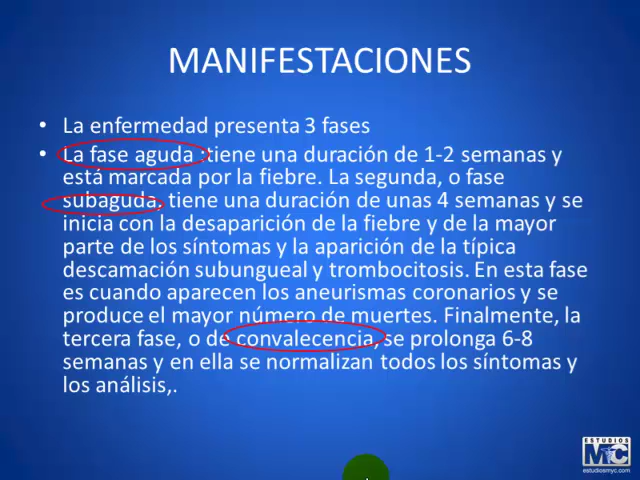 MANIFESTACIONES
• La enfermedad presenta 3 fases
• La fase aguda :tiene una duración de 1-2 semanas y
está marcada por la fiebre. La segunda, o fase
subaguda, tiene una duración de unas 4 semanas y se
inicia con la desaparición de la fiebre y de la mayor
parte de los síntomas y la aparición de la típica
descamación subungueal y trombocitosis. En esta fase
es cuando aparecen los aneurismas coronarios y se
produce el mayor número de muertes. Finalmente, la
tercera fase, o de convalecencia, se prolonga 6-8
semanas y en ella se normalizan todos los síntomas y
los análisis,.
ESTUDIOS
MyC
estudiosmyc.com